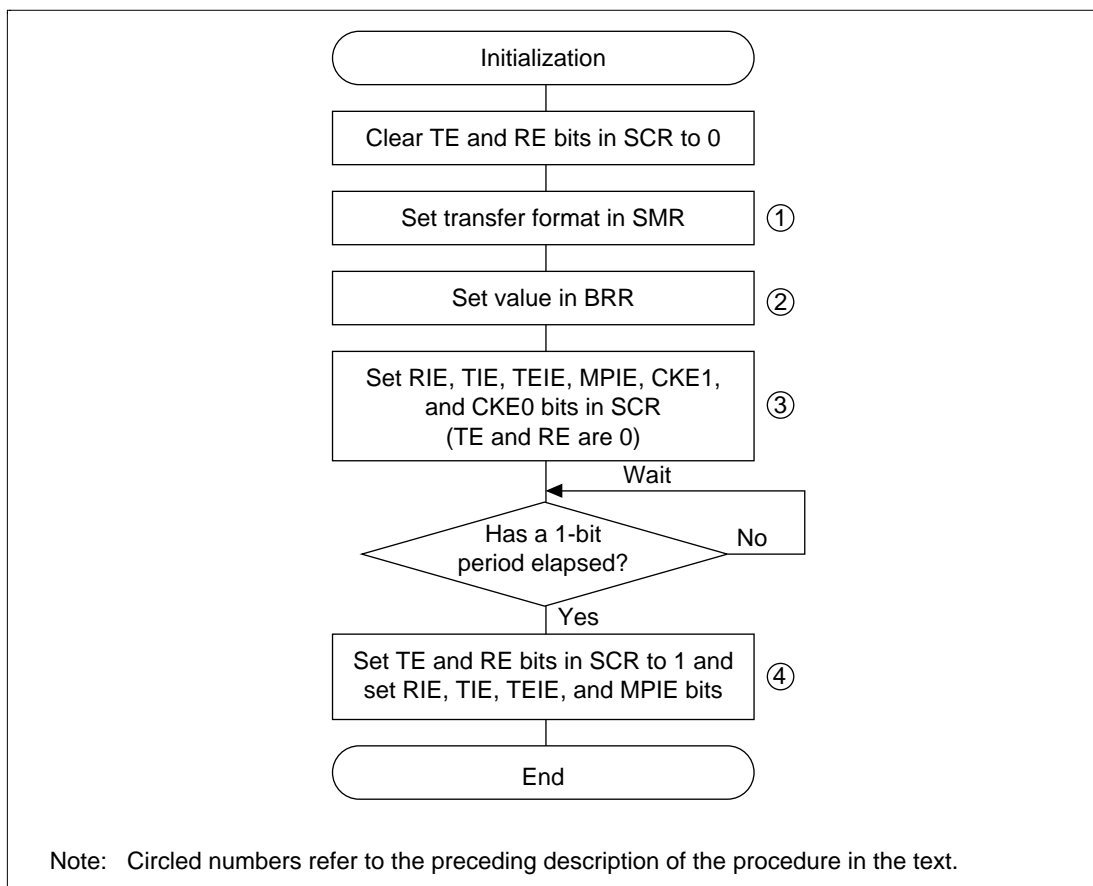 Initialization
Clear TE and RE bits in SCR to 0
Set transfer format in SMR
①
Set value in BRR
②
Set RIE, TIE, TEIE, MPIE, CKE1,
and CKE0 bits in SCR
(TE and RE are 0)
③
Wait
Has a 1-bit
period elapsed?
No
Yes
Set TE and RE bits in SCR to 1 and
set RIE, TIE, TEIE, and MPIE bits
④
End
Note: Circled numbers refer to the preceding description of the procedure in the text.